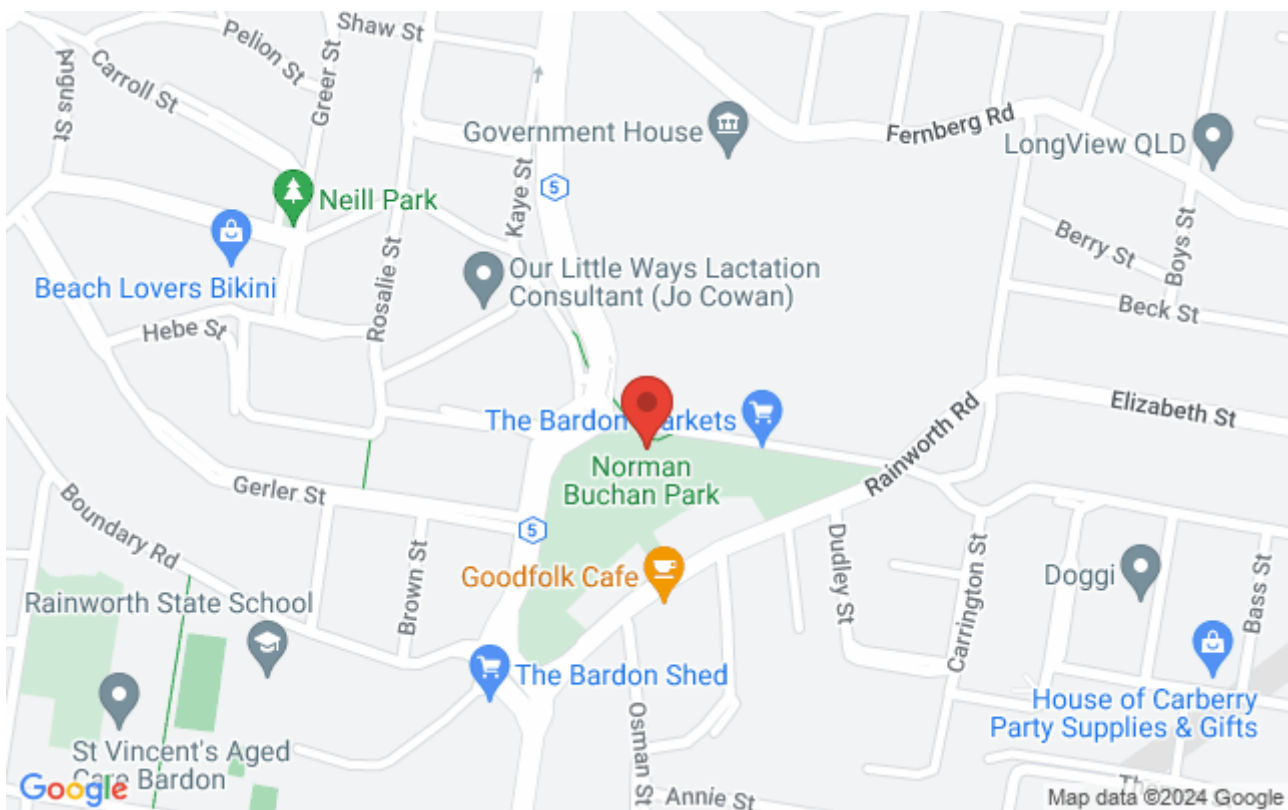 Shaw St
Pelion St
Greer St
Carroll St
Angus St
Government House
Fernberg Rd
LongView QLD
5
Kaye St
Neill Park
Boys St
Berry St
Beach Lovers Bikini
Rosalie St
Our Little Ways Lactation
Consultant (Jo Cowan)
Beck St
Hebe St
Elizabeth St
The Bardon Markets
Rainworth Rd
Norman
Buchan Park
Gerler St
5
Boundary Rd
Brown St
Goodfolk Cafe
Dudley St
Carrington St
Doggi
Bass St
Rainworth State School
The Bardon Shed
House of Carberry
Party Supplies & Gifts
Osman St
St Vincent's Aged
Care Bardon
Google
Annie St
Map data ©2024 Google